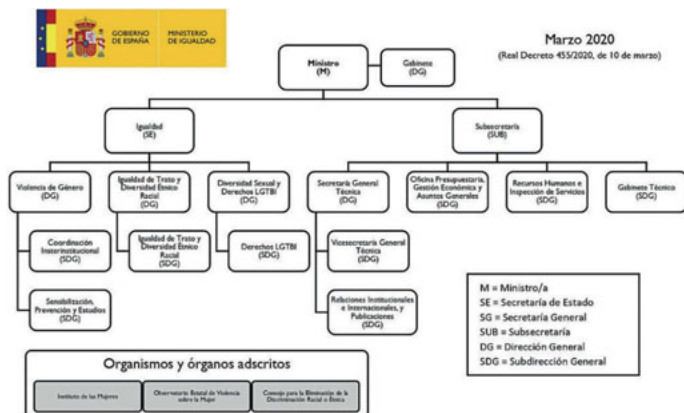 GOBIERNO
DE ESPAÑA
MINISTERIO
DE IGUALDAD
Marzo 2020
(Real Decreto 455/2020, de 10 de marzo)
Ministro
(M)
Gabinete
(DG)
Igualdad
(SE)
Subsecretaría
(SUB)
Violencia de Género
(DG)
Igualdad de Trato y
Diversidad Étnico
Racial
(DG)
Diversidad Sexual y
Derechos LGTBI
(DG)
Secretaría General
Técnica
(DG)
Oficina Presupuestaria,
Gestión Económica y
Asuntos Generales
(SDG)
Recursos Humanos e
Inspección de Servicios
(SDG)
Gabinete Técnico
(SDG)
Coordinación
Insterinstitucional
(SDG)
Igualdad de Trato y
Diversidad Étnico
Racial
(SDG)
Derechos LGTBI
(SDG)
Vicesecretaría General
Técnica
(SDG)
Sensibilización,
Prevención y Estudios
(SDG)
Relaciones Institucionales
e Internacionales, y
Publicaciones
(SDG)
M = Ministro/a
SE = Secretaría de Estado
SG = Secretaría General
SUB = Subsecretaría
DG = Dirección General
SDG = Subdirección General
Organismos y órganos adscritos
Instituto de las Mujeres
Observatorio Estatal de Violencia
sobre la Mujer
Consejo para la Eliminación de la
Discriminación Racial o Étnica